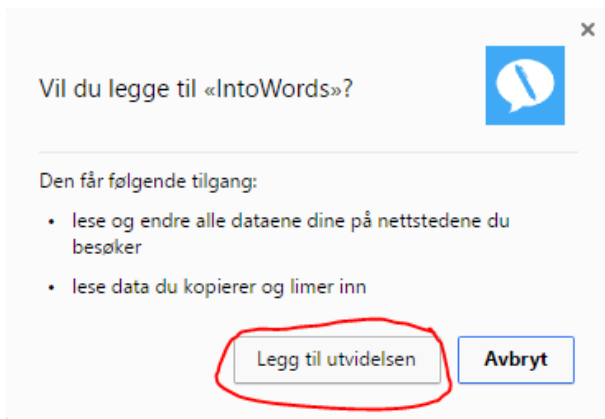 Vil du legge til «IntoWords»?
Den får følgende tilgang:
• lese og endre alle dataene dine på nettstedene du
besøker
• lese data du kopierer og limer inn
Legg til utvidelsen Avbryt